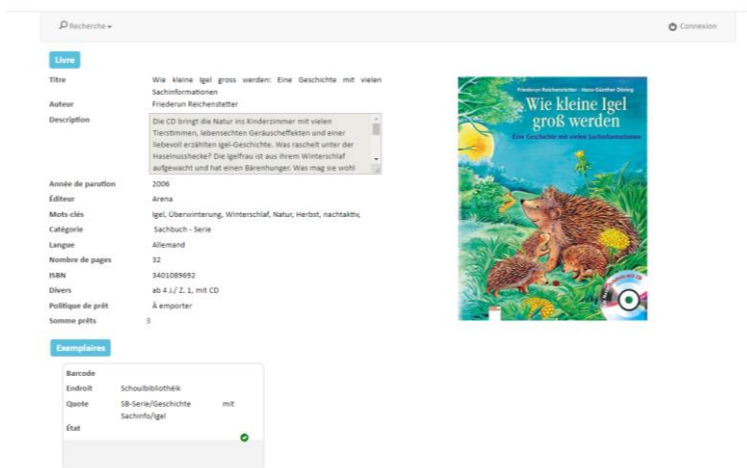 Recherche
Connexion
Livre
Titre Wie kleine Igel gross werden: Eine Geschichte mit vielen
Sachinformationen
Auteur Friederun Reichenstetter
Description Die CD bringt die Natur ins Kinderzimmer mit vielen
Tierstimmen, lebensechten Geräuscheffekten und einer
liebevoll erzählten Igel-Geschichte. Was raschelt unter der
Haselnusshecke? Die Igelfrau ist aus ihrem Winterschlaf
aufgewacht und hat einen Bärenhunger. Was mag sie wohl
Année de parution 2006
Éditeur Arena
Mots-clés Igel, Überwinterung, Winterschlaf, Natur, Herbst, nachtaktiv,
Catégorie Sachbuch - Serie
Langue Allemand
Nombre de pages 32
ISBN 3401089692
Divers ab 4 J./ Z. 1, mit CD
Politique de prêt À emporter
Somme prêts 3
Friederun Reichenstetter · Hans-Günther Döring
Wie kleine Igel
groß werden
Eine Geschichte mit vielen Sachinformationen
Exemplaires
Barcode
Endroit Schoulbibliothéik
Quote SB-Serie/Geschichte mit
Sachinfo/Igel
État